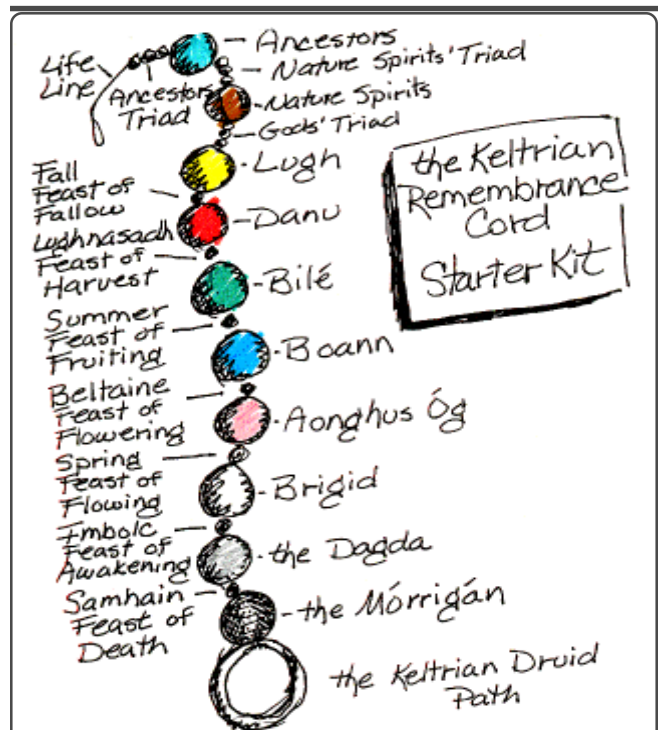 Ancestors
Nature Spirits' Triad
Nature Spirits
Gods' Triad
Life
Line
Ancestors
Triad
Lugh
Danu
Bilé
Boann
Aonghus Óg
Brigid
the Dagda
the Mórrígán
the Keltrian Druid
Path
Fall
Feast of
Fallow
Lughnasadh
Feast of
Harvest
Summer
Feast of
Fruiting
Beltaine
Feast of
Flowering
Spring
Feast of
Flowing
Imbolc
Feast of
Awakening
Samhain
Feast of
Death
the Keltrian
Remembrance
Cord
Starter Kit